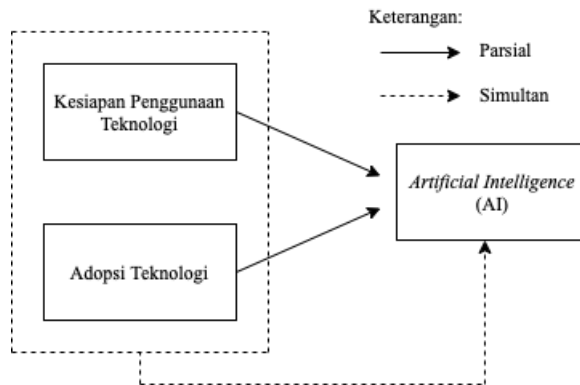 Keterangan:
Parsial
Simultan
Kesiapan Penggunaan
Teknologi
Artificial Intelligence
(AI)
Adopsi Teknologi